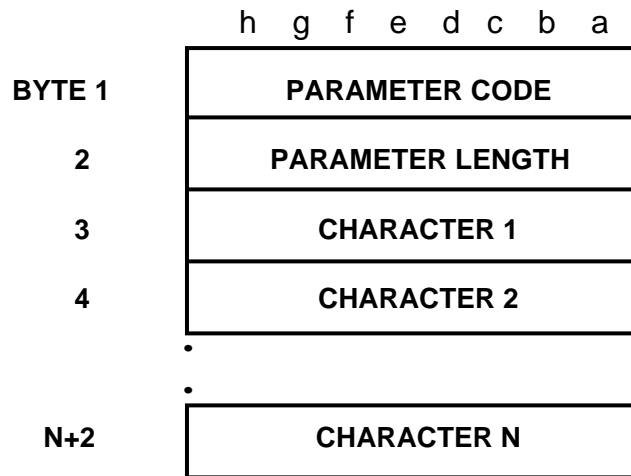 h g f e d c b a
BYTE 1 PARAMETER CODE
2 PARAMETER LENGTH
3 CHARACTER 1
4 CHARACTER 2
.
.
N+2 CHARACTER N